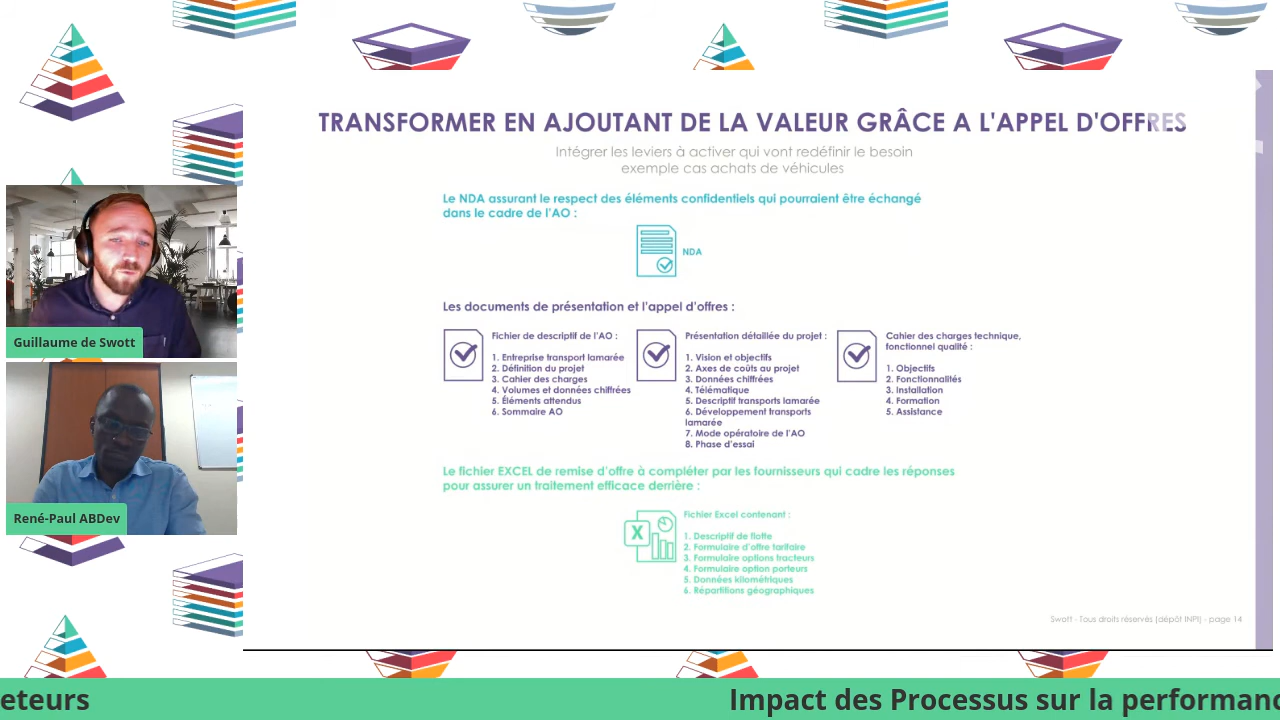 TRANSFORMER EN AJOUTANT DE LA VALEUR GRÂCE A L'APPEL D'OFFRES
Intégrer les leviers à activer qui vont redéfinir le besoin
exemple cas achats de véhicules
Le NDA assurant le respect des éléments confidentiels qui pourraient être échangé
dans le cadre de l'AO :
NDA
Les documents de présentation et l'appel d'offres :
Fichier de descriptif de l'AO :
1. Entreprise transport lamarée
2. Définition du projet
3. Cahier des charges
4. Volumes et données chiffrées
5. Éléments attendus
6. Sommaire AO
Présentation détaillée du projet :
1. Vision et objectifs
2. Axes de coûts au projet
3. Données chiffrées
4. Télématique
5. Descriptif transports lamarée
6. Développement transports
lamarée
7. Mode opératoire de l'AO
8. Phase d'essai
Cahier des charges technique,
fonctionnel qualité :
1. Objectifs
2. Fonctionnalités
3. Installation
4. Formation
5. Assistance
Le fichier EXCEL de remise d'offre à compléter par les fournisseurs qui cadre les réponses
pour assurer un traitement efficace derrière :
X
Fichier Excel contenant :
1. Descriptif de flotte
2. Formulaire d'offre tarifaire
3. Formulaire options tracteurs
4. Formulaire option porteurs
5. Données kilométriques
6. Répartitions géographiques
Swott - Tous droits réservés (dépôt INPI) - page 14
Guillaume de Swott
René-Paul ABDev
eteurs
Impact des Processus sur la performanc